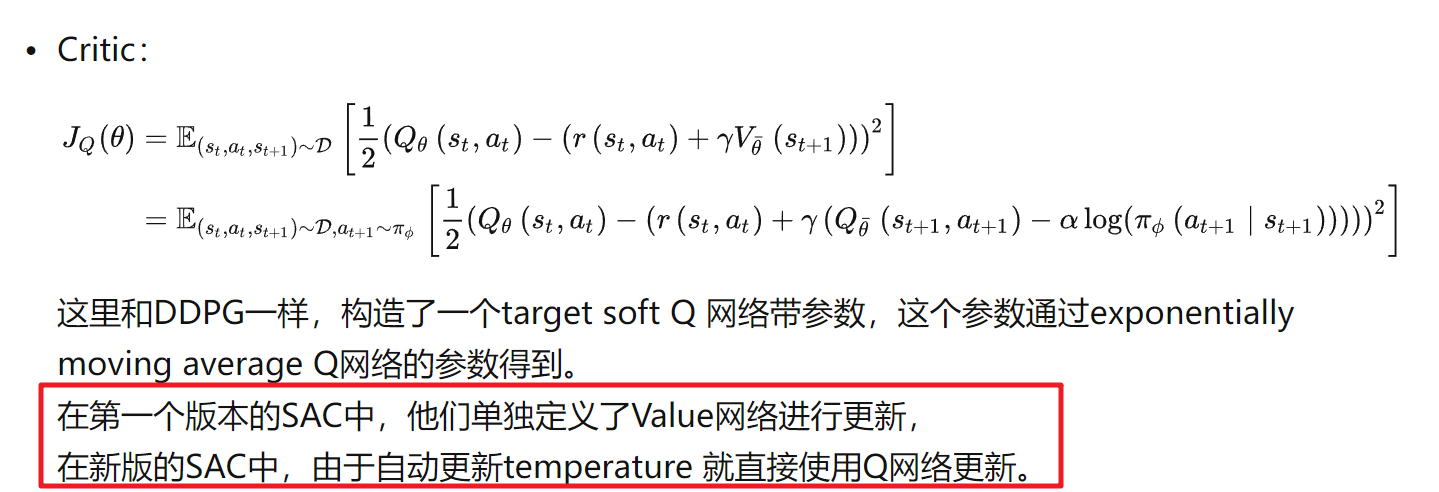 • Critic：
$J_Q(\theta) = \mathbb{E}_{(s_t,a_t,s_{t+1})\sim\mathcal{D}} \left[ \frac{1}{2} (Q_\theta (s_t, a_t) - (r (s_t, a_t) + \gamma V_{\bar{\theta}} (s_{t+1})))^2 \right]$
$= \mathbb{E}_{(s_t,a_t,s_{t+1})\sim\mathcal{D},a_{t+1}\sim\pi_\phi} \left[ \frac{1}{2} (Q_\theta (s_t, a_t) - (r (s_t, a_t) + \gamma (Q_{\bar{\theta}} (s_{t+1}, a_{t+1}) - \alpha \log(\pi_\phi (a_{t+1} \mid s_{t+1})))))^2 \right]$
这里和DDPG一样，构造了一个target soft Q 网络带参数，这个参数通过exponentially
moving average Q网络的参数得到。
在第一个版本的SAC中，他们单独定义了Value网络进行更新，
在新版的SAC中，由于自动更新temperature 就直接使用Q网络更新。